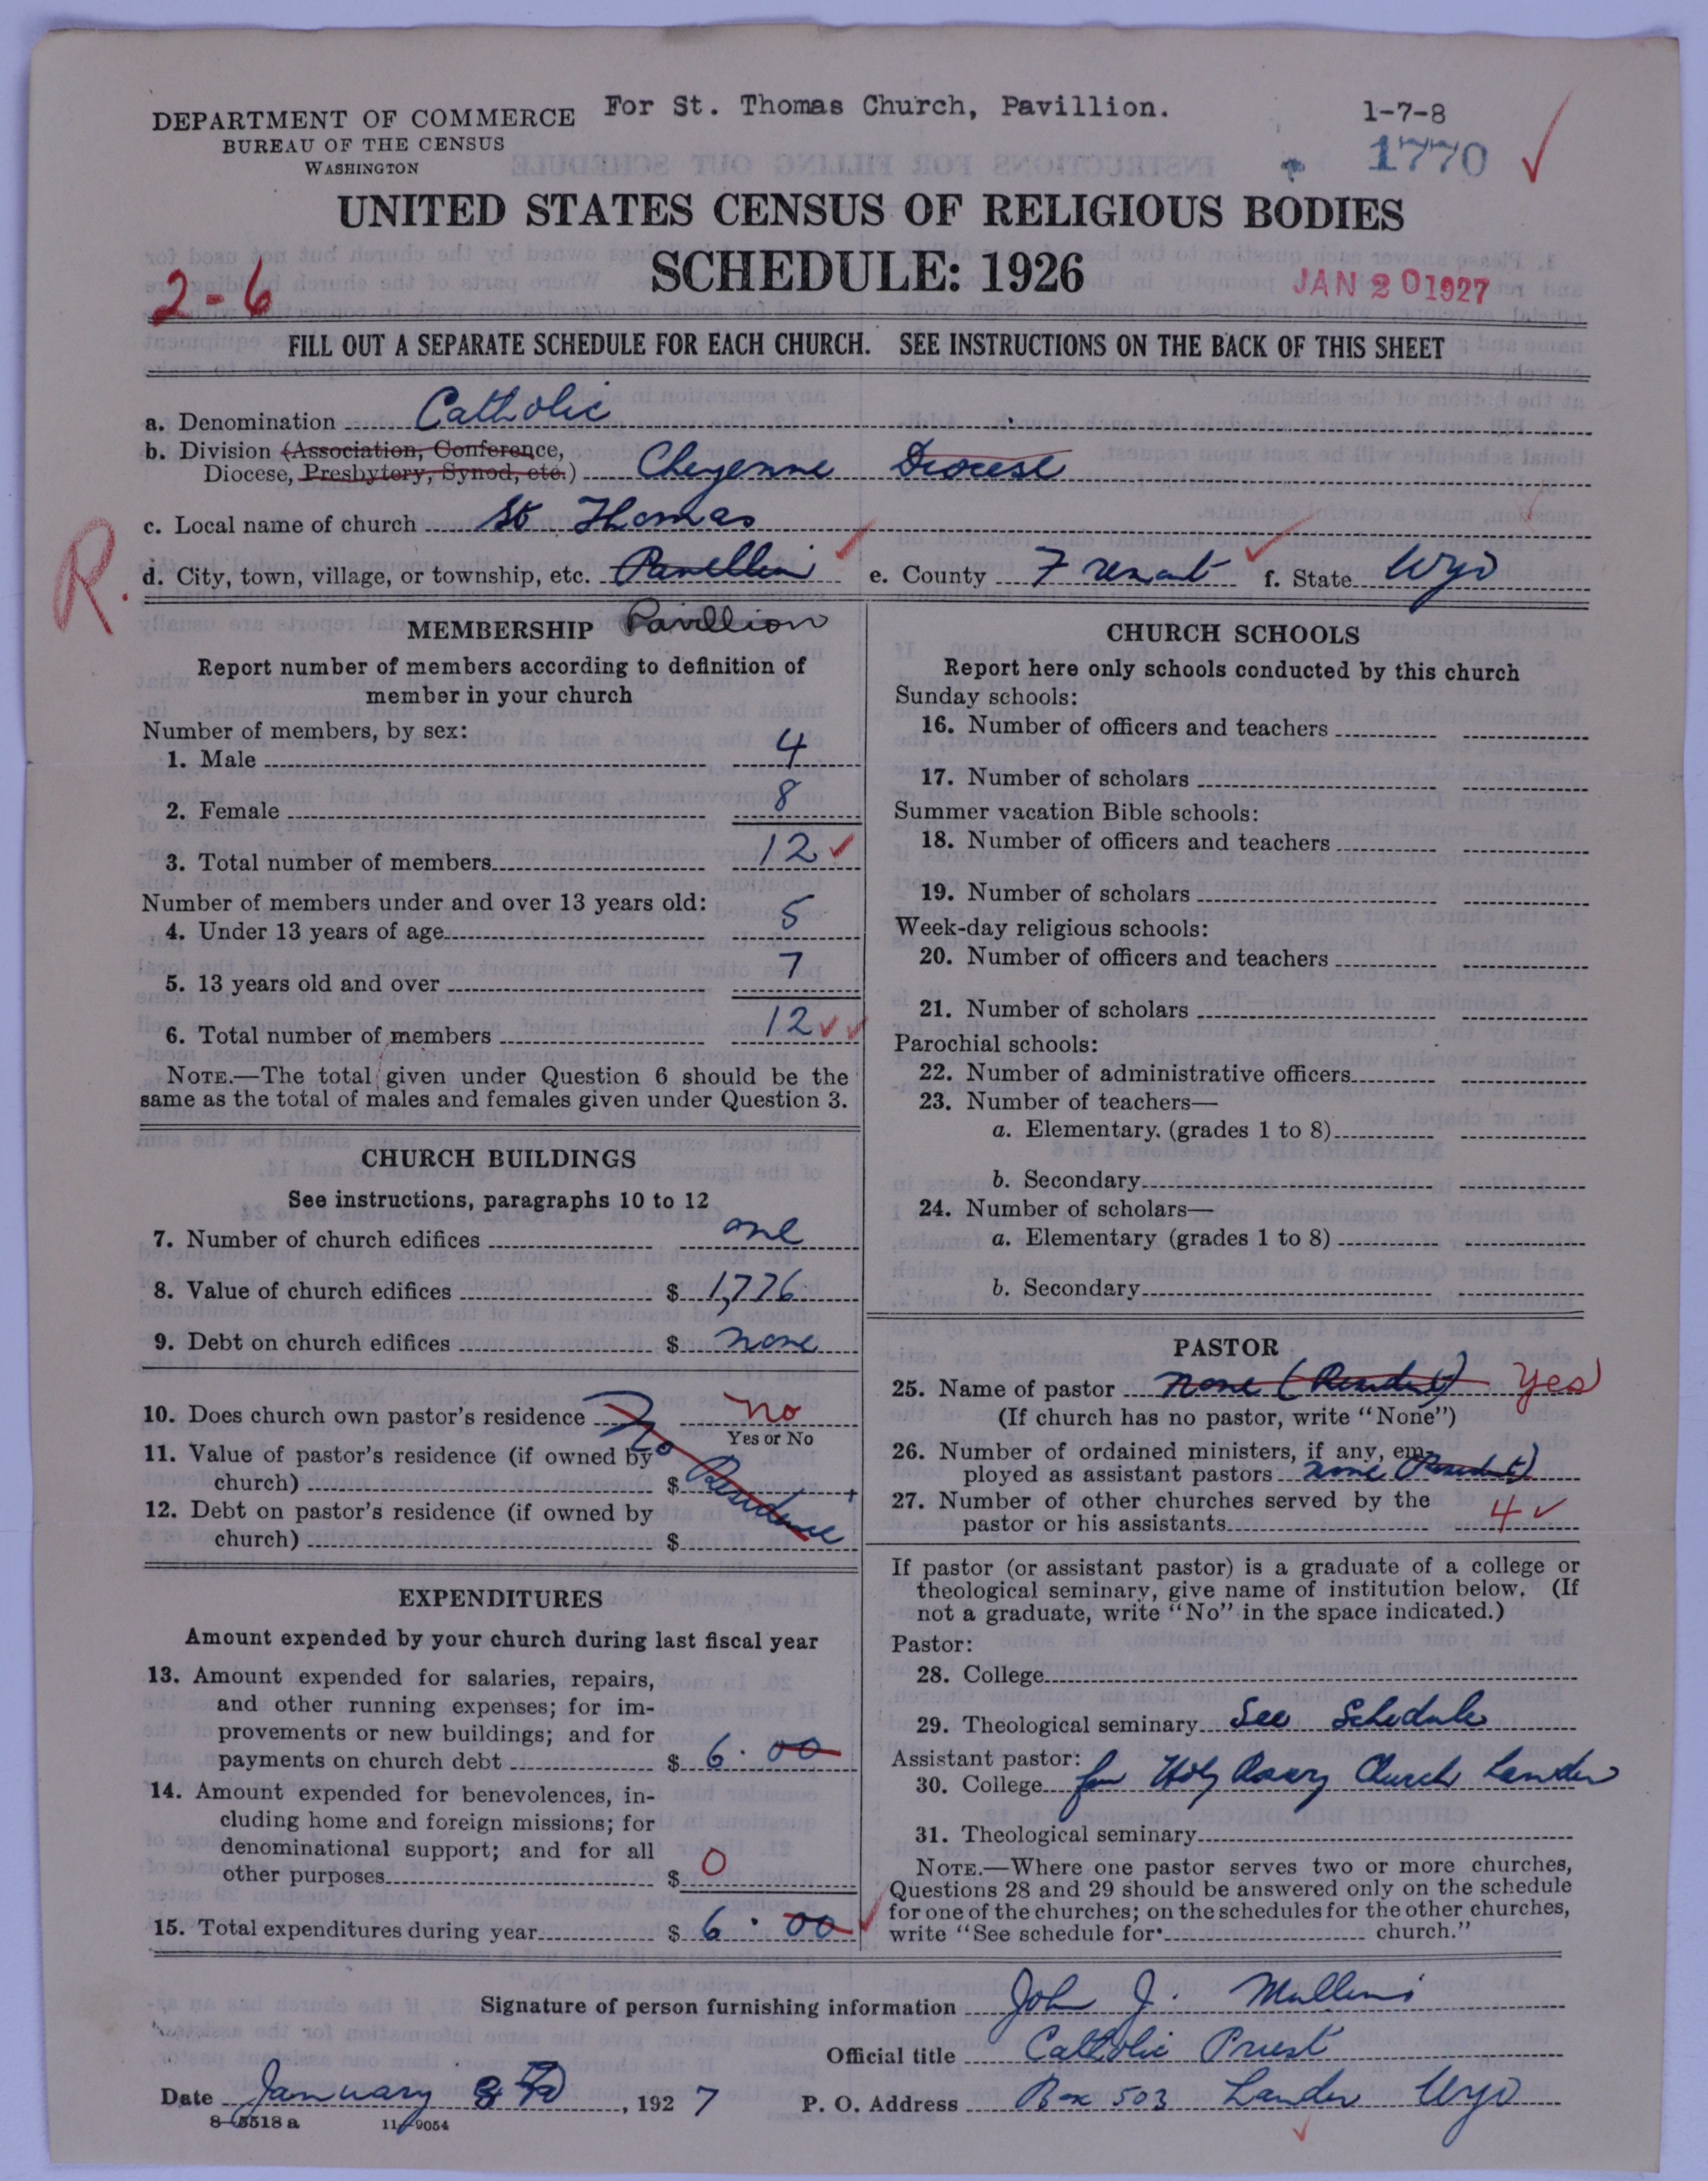 For St. Thomas Church, Pavillion.
1-7-8
DEPARTMENT OF COMMERCE
BUREAU OF THE CENSUS
WASHINGTON
1770
UNITED STATES CENSUS OF RELIGIOUS BODIES
SCHEDULE: 1926
2-6
JAN 20 1927
FILL OUT A SEPARATE SCHEDULE FOR EACH CHURCH. SEE INSTRUCTIONS ON THE BACK OF THIS SHEET
a. Denomination Catholic
b. Division (Association, Conference,
Diocese, Presbytery, Synod, etc.) Cheyenne Diocese
c. Local name of church St Thomas
R.
d. City, town, village, or township, etc. Pavellion e. County Fremont f. State Wyo
Pavillion
MEMBERSHIP
Report number of members according to definition of
member in your church
Number of members, by sex:
1. Male 4
2. Female 8
3. Total number of members 12
Number of members under and over 13 years old:
4. Under 13 years of age 5
5. 13 years old and over 7
6. Total number of members 12
NOTE.—The total given under Question 6 should be the
same as the total of males and females given under Question 3.
CHURCH BUILDINGS
See instructions, paragraphs 10 to 12
7. Number of church edifices one
8. Value of church edifices $ 1,776
9. Debt on church edifices $ none
10. Does church own pastor's residence No no
Yes or No
11. Value of pastor's residence (if owned by
church) $ Residence
12. Debt on pastor's residence (if owned by
church) $
EXPENDITURES
Amount expended by your church during last fiscal year
13. Amount expended for salaries, repairs,
and other running expenses; for im-
provements or new buildings; and for
payments on church debt $ 6.00
14. Amount expended for benevolences, in-
cluding home and foreign missions; for
denominational support; and for all
other purposes $ 0
15. Total expenditures during year $ 6.00
CHURCH SCHOOLS
Report here only schools conducted by this church
Sunday schools:
16. Number of officers and teachers
17. Number of scholars
Summer vacation Bible schools:
18. Number of officers and teachers
19. Number of scholars
Week-day religious schools:
20. Number of officers and teachers
21. Number of scholars
Parochial schools:
22. Number of administrative officers
23. Number of teachers—
a. Elementary. (grades 1 to 8)
b. Secondary
24. Number of scholars—
a. Elementary (grades 1 to 8)
b. Secondary
PASTOR
25. Name of pastor none (Resident) Yes
(If church has no pastor, write "None")
26. Number of ordained ministers, if any, em-
ployed as assistant pastors none (Resident)
27. Number of other churches served by the
pastor or his assistants 4
If pastor (or assistant pastor) is a graduate of a college or
theological seminary, give name of institution below. (If
not a graduate, write "No" in the space indicated.)
Pastor:
28. College
29. Theological seminary See Schedule
Assistant pastor:
30. College for Holy Rosary Church Lander
31. Theological seminary
NOTE.—Where one pastor serves two or more churches,
Questions 28 and 29 should be answered only on the schedule
for one of the churches; on the schedules for the other churches,
write "See schedule for church."
Signature of person furnishing information John J. Mullins
Official title Catholic Priest
Date January 8th, 1927 P. O. Address Box 503 Lander Wyo
8-5518 a 11-9054